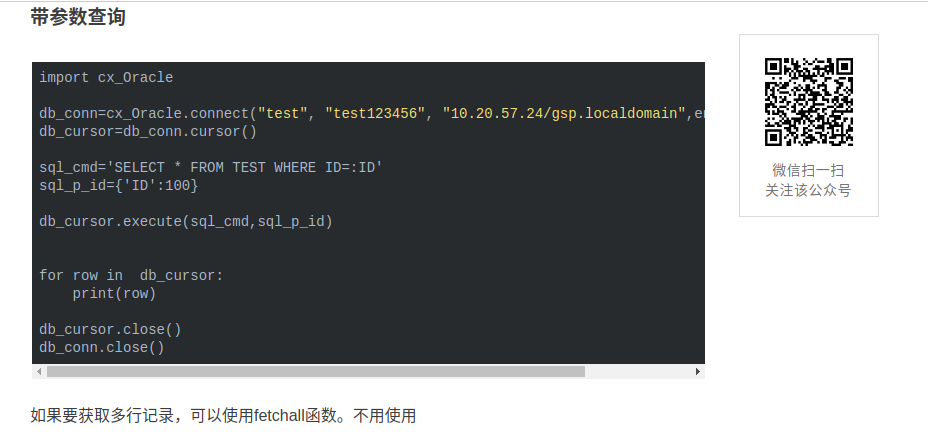 带参数查询
import cx_Oracle
db_conn=cx_Oracle.connect("test", "test123456", "10.20.57.24/gsp.localdomain",en
db_cursor=db_conn.cursor()
sql_cmd='SELECT * FROM TEST WHERE ID=:ID'
sql_p_id={'ID':100}
db_cursor.execute(sql_cmd,sql_p_id)
for row in  db_cursor:
    print(row)
db_cursor.close()
db_conn.close()
如果要获取多行记录，可以使用fetchall函数。不用使用
微信扫一扫
关注该公众号